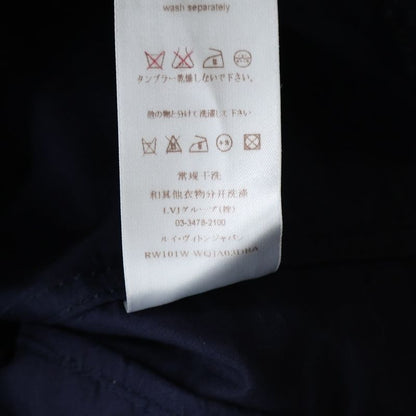 wash separately
タンブラー乾燥しないで下さい。
他の物と分けて洗濯して下さい
常规干洗
和其他衣物分开洗涤
LVJグループ(株)
03-3478-2100
ルイ・ヴィトンジャパン
RW101W WQJA03DRA